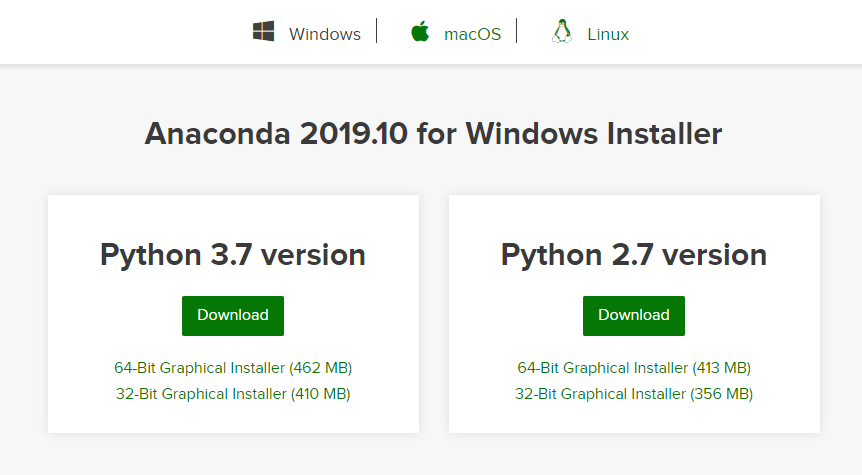 Windows macOS Linux
Anaconda 2019.10 for Windows Installer
Python 3.7 version
Download
64-Bit Graphical Installer (462 MB)
32-Bit Graphical Installer (410 MB)
Python 2.7 version
Download
64-Bit Graphical Installer (413 MB)
32-Bit Graphical Installer (356 MB)